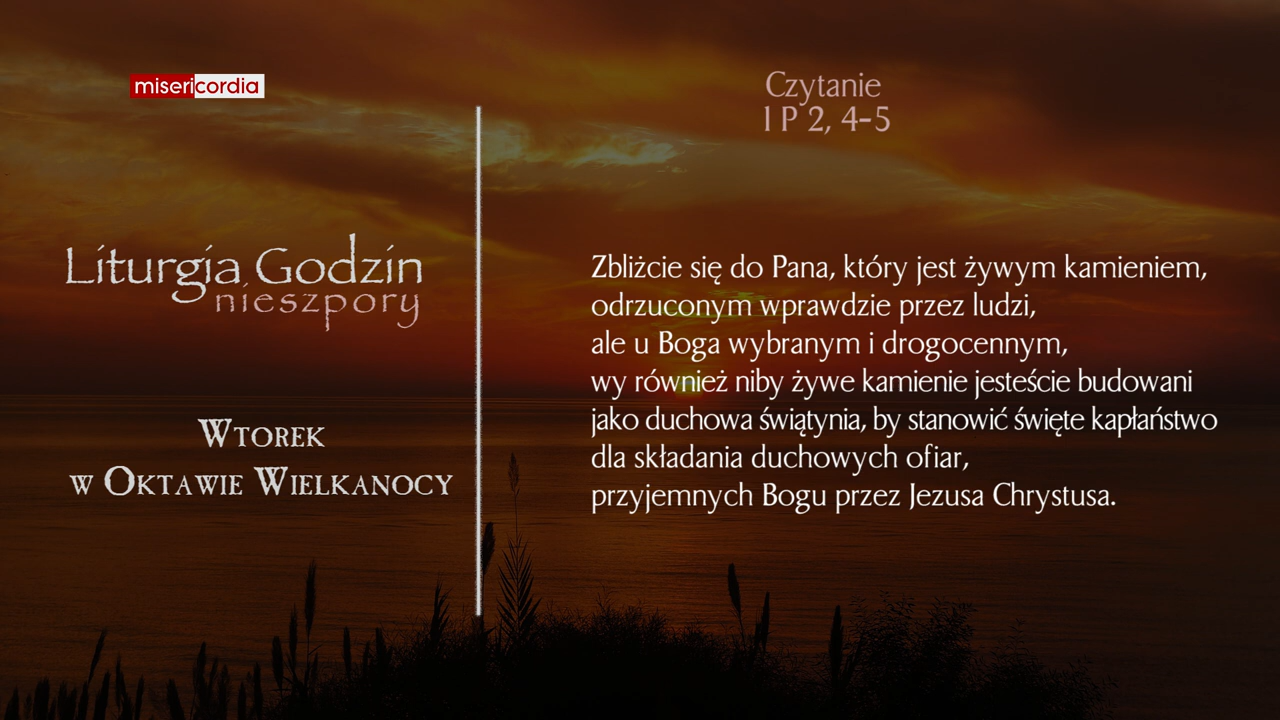 misericordia
Liturgia Godzin
nieszpory
Wtorek
w Oktawie Wielkanocy
Czytanie
1 P 2, 4-5
Zbliżcie się do Pana, który jest żywym kamieniem,
odrzuconym wprawdzie przez ludzi,
ale u Boga wybranym i drogocennym,
wy również niby żywe kamienie jesteście budowani
jako duchowa świątynia, by stanowić święte kapłaństwo
dla składania duchowych ofiar,
przyjemnych Bogu przez Jezusa Chrystusa.